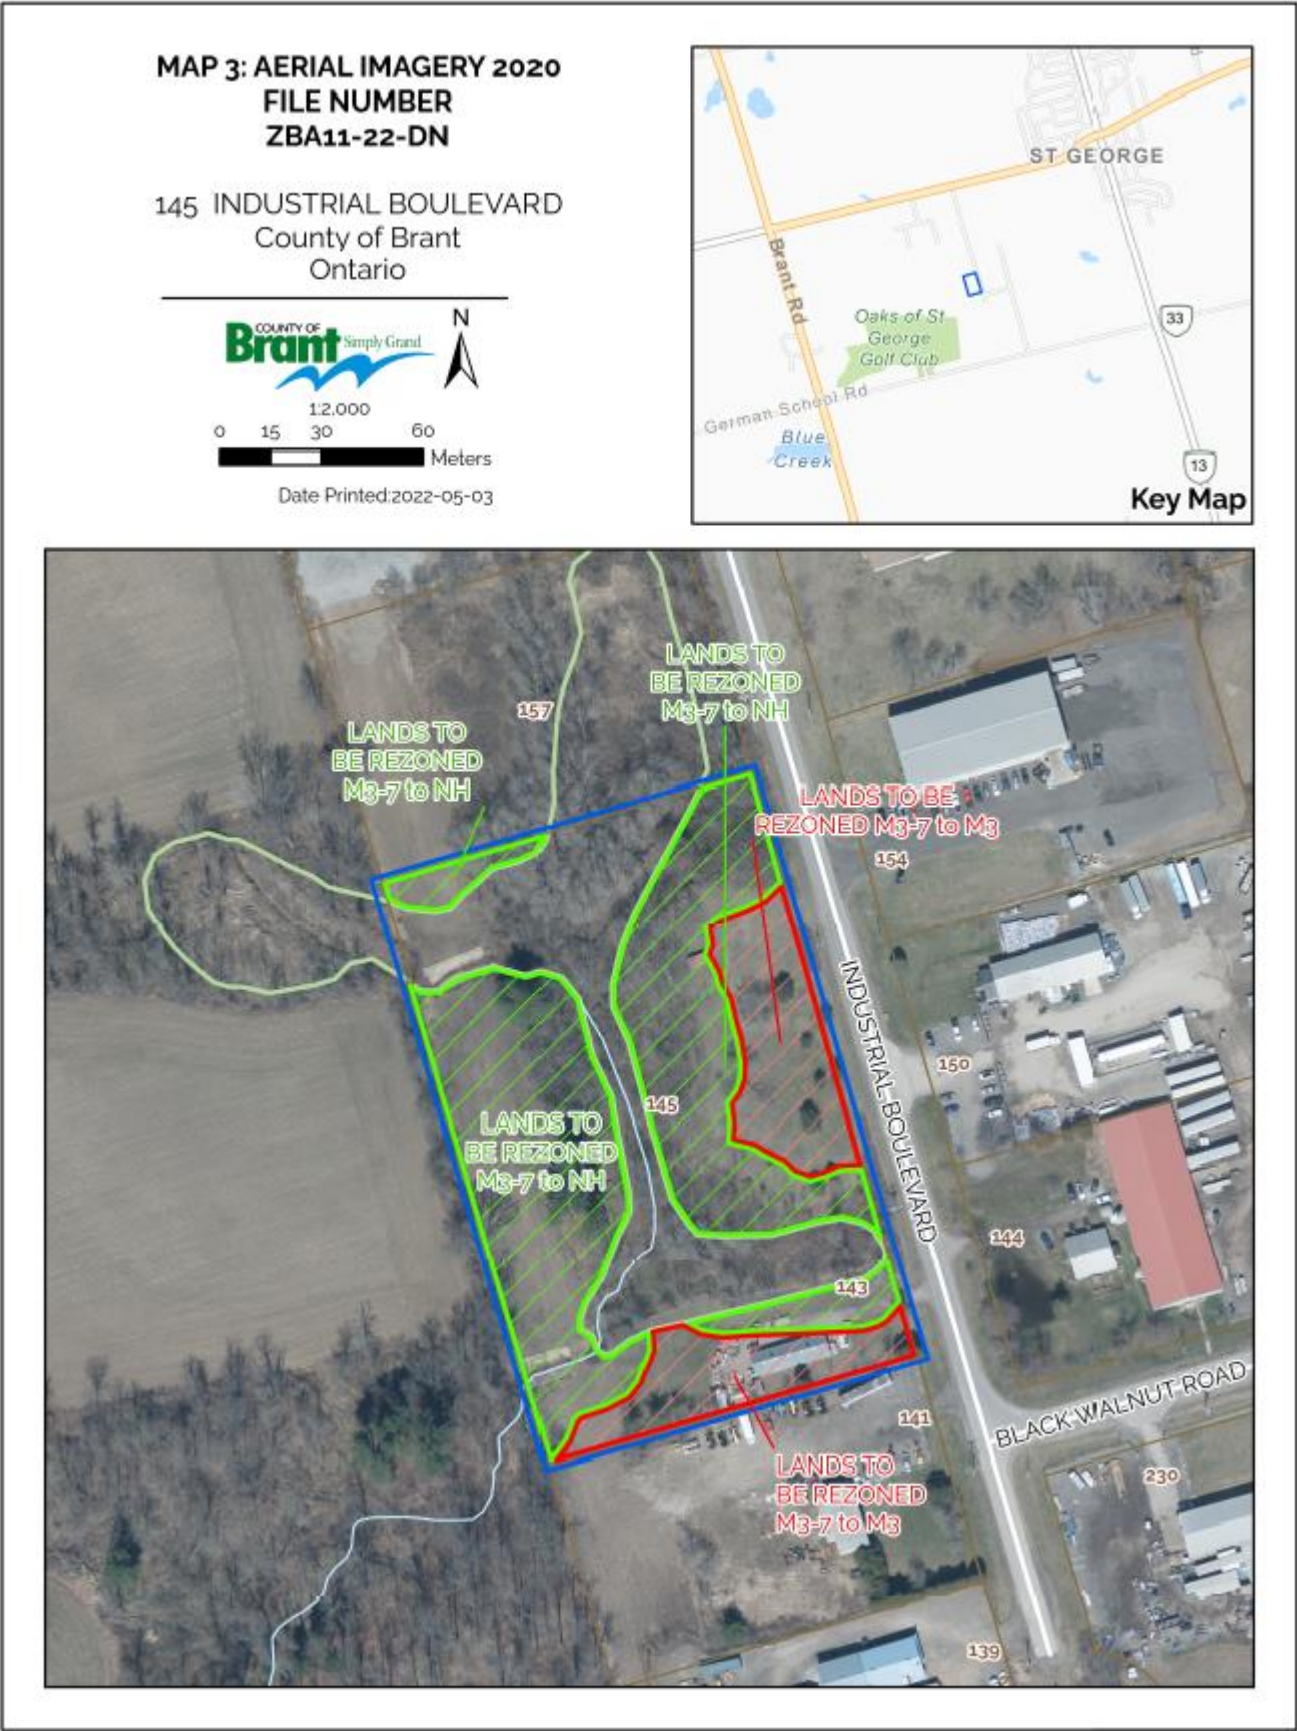 MAP 3: AERIAL IMAGERY 2020
FILE NUMBER
ZBA11-22-DN
145 INDUSTRIAL BOULEVARD
County of Brant
Ontario
COUNTY OF
Brant Simply Grand
N
1:2,000
0 15 30 60
Meters
Date Printed:2022-05-03
ST GEORGE
Brant Rd
Oaks of St
George
Golf Club
33
German School Rd
Blue
Creek
13
Key Map
LANDS TO
BE REZONED
M3-7 to NH
157
LANDS TO
BE REZONED
M3-7 to NH
LANDS TO BE
REZONED M3-7 to M3
154
INDUSTRIAL BOULEVARD
150
145
LANDS TO
BE REZONED
M3-7 to NH
144
143
BLACK WALNUT ROAD
141
230
LANDS TO
BE REZONED
M3-7 to M3
139